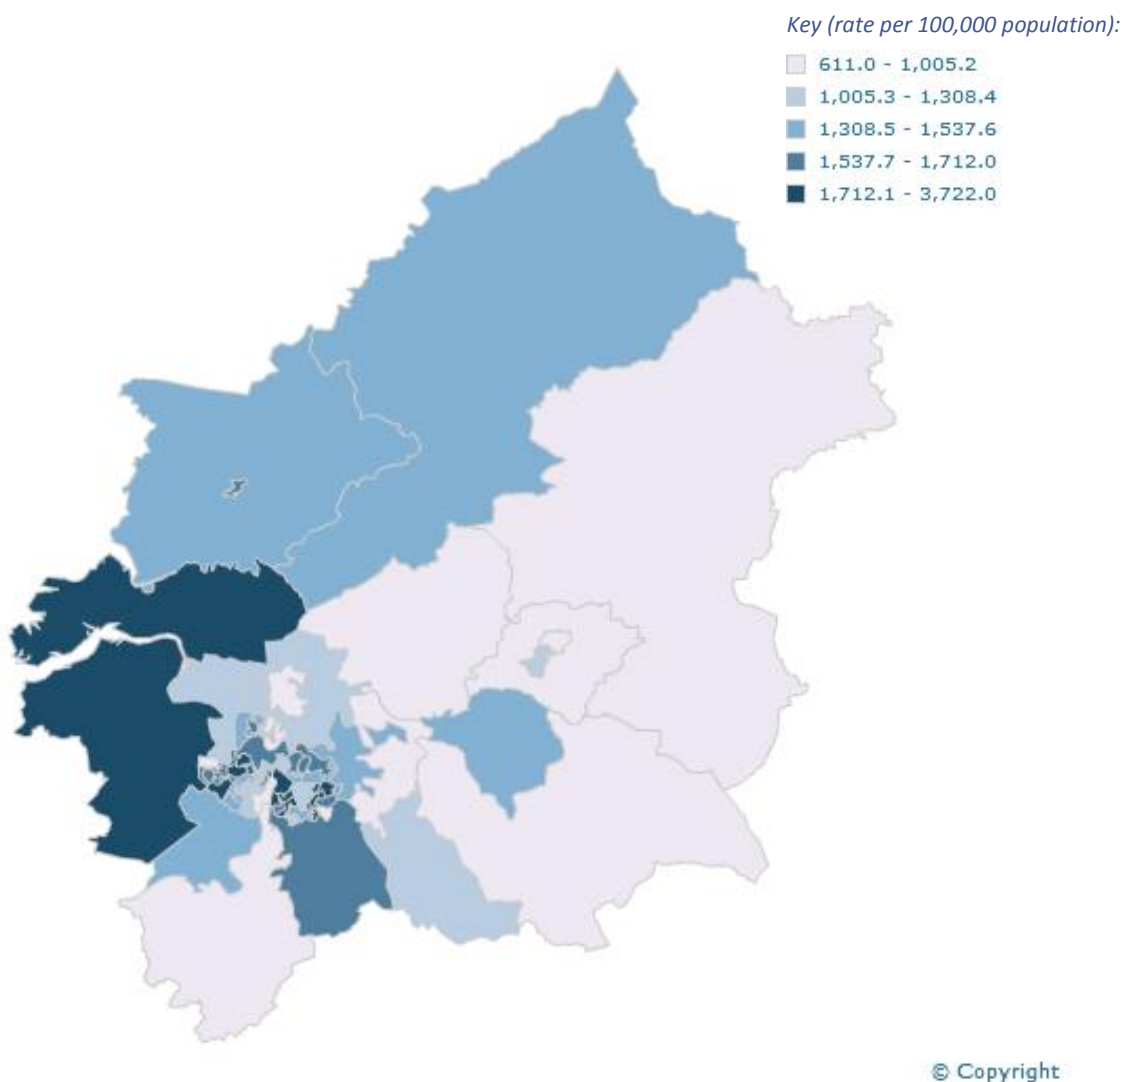 Key (rate per 100,000 population):
611.0 - 1,005.2
1,005.3 - 1,308.4
1,308.5 - 1,537.6
1,537.7 - 1,712.0
1,712.1 - 3,722.0
© Copyright